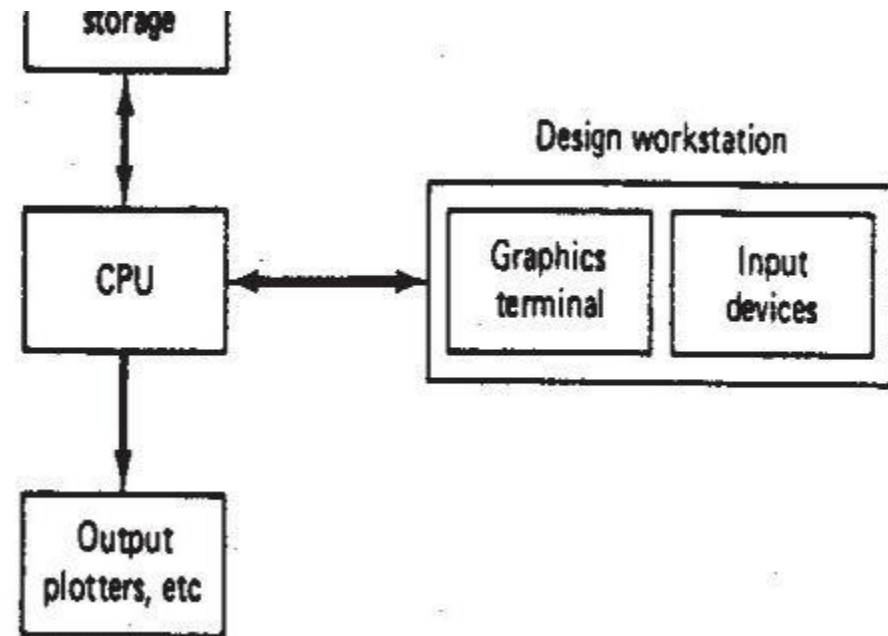 storage
Design workstation
CPU
Graphics
terminal
Input
devices
Output
plotters, etc